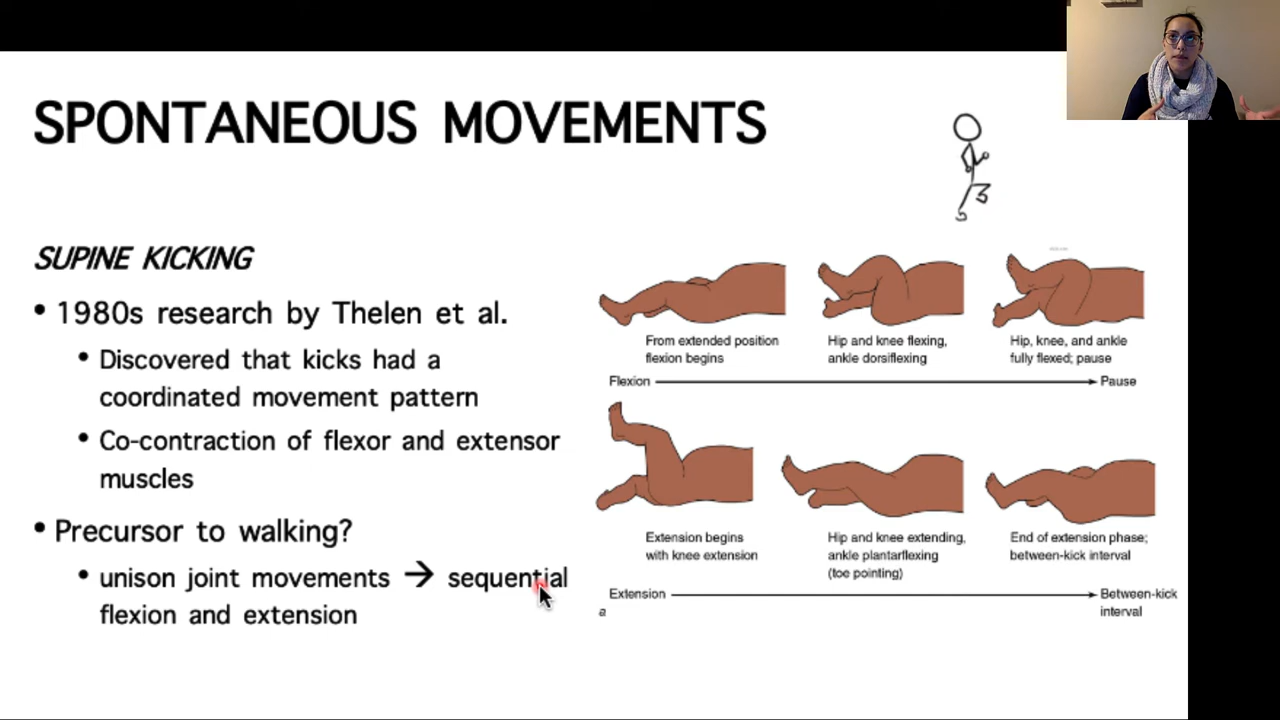 SPONTANEOUS MOVEMENTS
SUPINE KICKING
• 1980s research by Thelen et al.
• Discovered that kicks had a
coordinated movement pattern
• Co-contraction of flexor and extensor
muscles
• Precursor to walking?
• unison joint movements → sequential
flexion and extension
From extended position
flexion begins
Hip and knee flexing,
ankle dorsiflexing
Hip, knee, and ankle
fully flexed; pause
Flexion
Pause
Extension begins
with knee extension
Hip and knee extending,
ankle plantarflexing
(toe pointing)
End of extension phase;
between-kick interval
Extension
Between-kick
interval
a